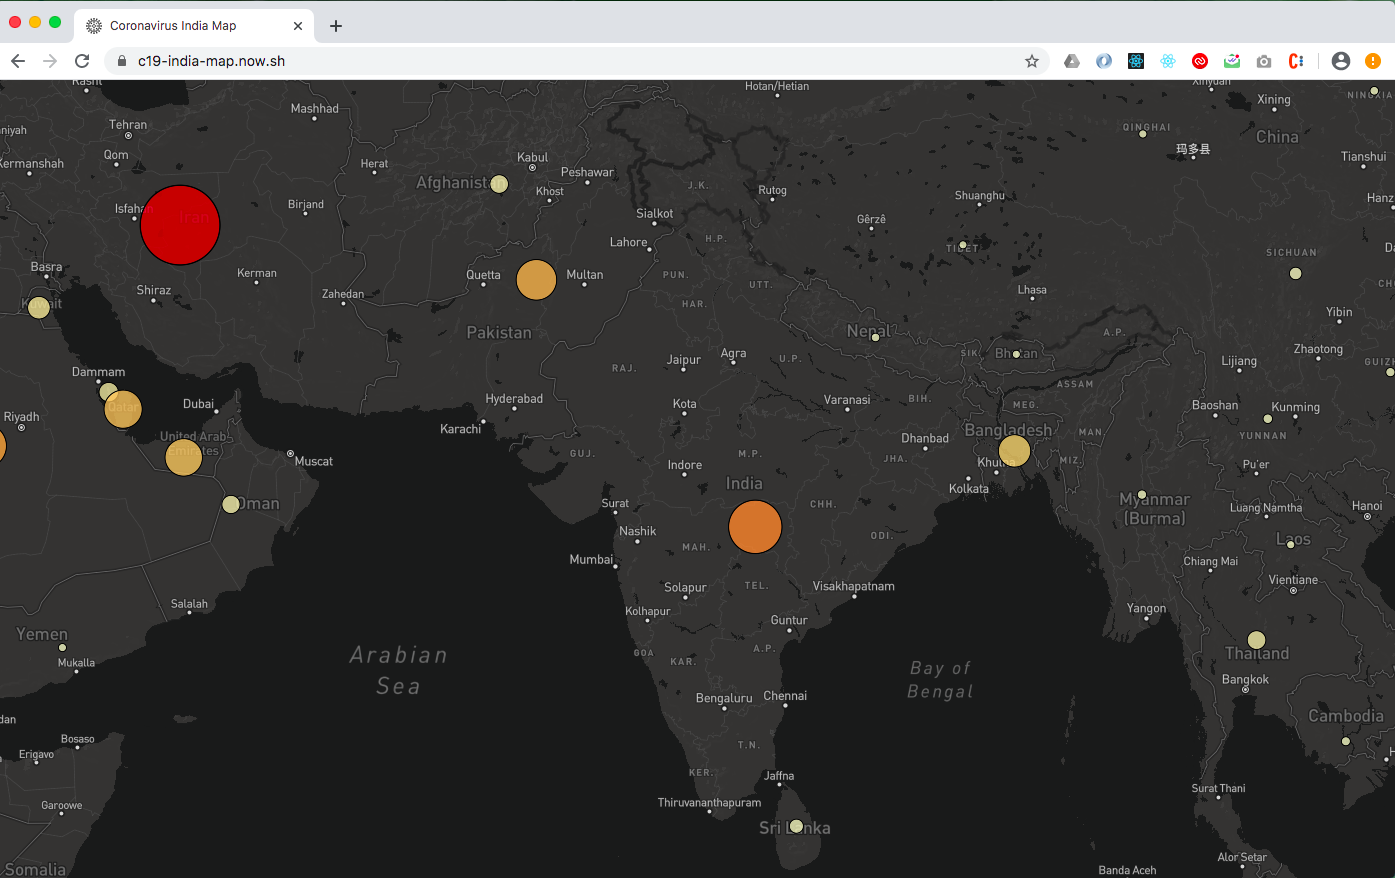 Coronavirus India Map
c19-india-map.now.sh
Rasht
Hotan/Hetian
Xinyuan
NINGXIA
Mashhad
Xining
Tehran
QINGHAI
China
Qom
玛多县
Kermanshah
Herat
Kabul
Peshawar
Tianshui
Afghanistan
Khost
J.K.
Rutog
Shuanghu
Isfahan
Iran
Birjand
Sialkot
Gêrzê
Lahore
H.P.
TIBET
SICHUAN
Basra
Kerman
Quetta
Multan
PUN.
UTT.
Shiraz
Zahedan
Lhasa
Kuwait
HAR.
Yibin
Pakistan
Nepal
A.P.
Zhaotong
Jaipur
Agra
U.P.
SIK.
Bhutan
Lijiang
RAJ.
Dammam
ASSAM
Qatar
Dubai
Hyderabad
Kota
Varanasi
BIH.
MEG.
Baoshan
Kunming
Riyadh
Karachi
Bangladesh
MAN.
YUNNAN
United Arab
Emirates
Dhanbad
Muscat
GUJ.
Indore
M.P.
JHA.
Khulna
MIZ.
Pu'er
India
Kolkata
Myanmar
(Burma)
Oman
Surat
CHH.
Luang Namtha
Hanoi
Nashik
ODI.
Laos
Mumbai
MAH.
Chiang Mai
Solapur
TEL.
Visakhapatnam
Vientiane
Salalah
Kolhapur
Yangon
Yemen
Guntur
Arabian
Sea
GOA
KAR.
A.P.
Bay of
Bengal
Thailand
Mukalla
Bangkok
Bengaluru
Chennai
Cambodia
Bosaso
T.N.
Erigavo
KER.
Jaffna
Surat Thani
Garoowe
Thiruvananthapuram
Sri Lanka
Alor Setar
Somalia
Banda Aceh